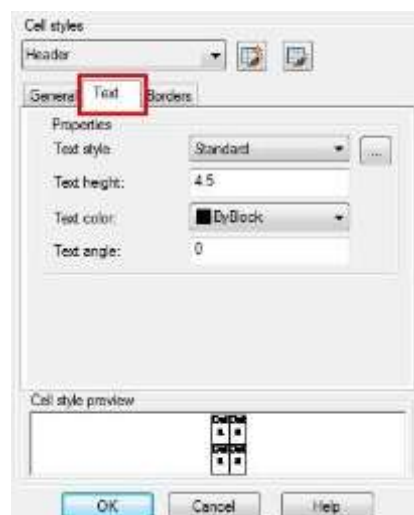 Cell styles
Header
General Text Borders
Properties
Text style: Standard ...
Text height: 4.5
Text color: ByBlock
Text angle: 0
Cell style preview
OK Cancel Help